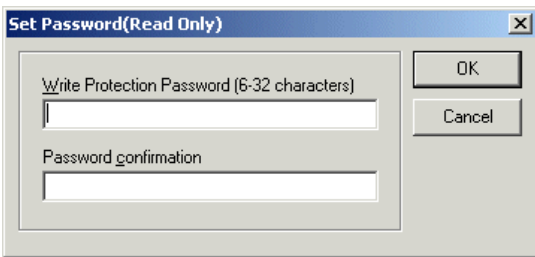 Set Password(Read Only)
Write Protection Password (6-32 characters)
OK
Cancel
Password confirmation